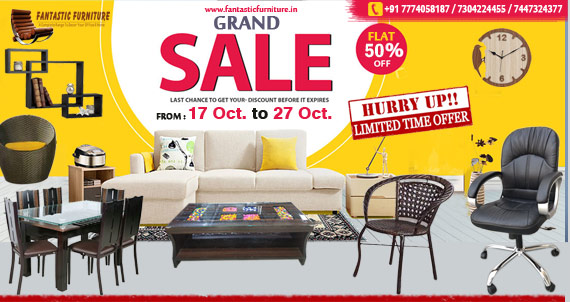 FANTASTIC FURNITURE
www.fantasticfurniture.in
+91 7774058187 / 7304224455 / 7447324377
GRAND
SALE
FLAT
50%
OFF
LAST CHANCE TO GET YOUR- DISCOUNT BEFORE IT EXPIRES
FROM : 17 Oct. to 27 Oct.
HURRY UP!!
LIMITED TIME OFFER